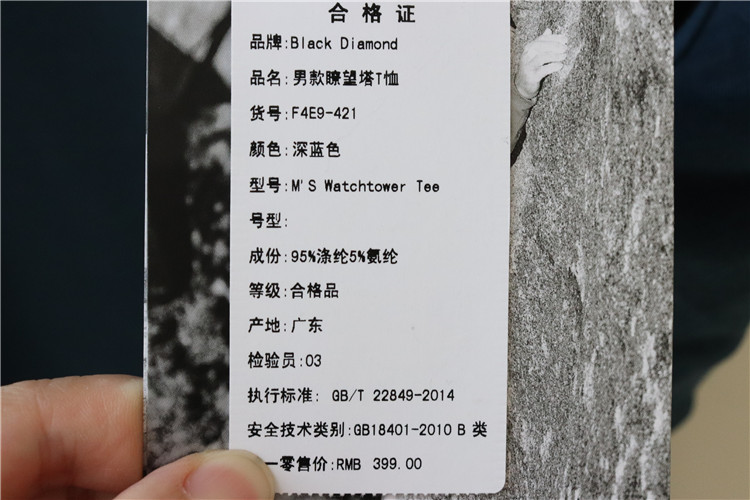 合格证
品牌:Black Diamond
品名:男款瞭望塔T恤
货号:F4E9-421
颜色:深蓝色
型号:M'S Watchtower Tee
号型:
成份:95%涤纶5%氨纶
等级:合格品
产地:广东
检验员:03
执行标准: GB/T 22849-2014
安全技术类别:GB18401-2010 B 类
一零售价:RMB 399.00